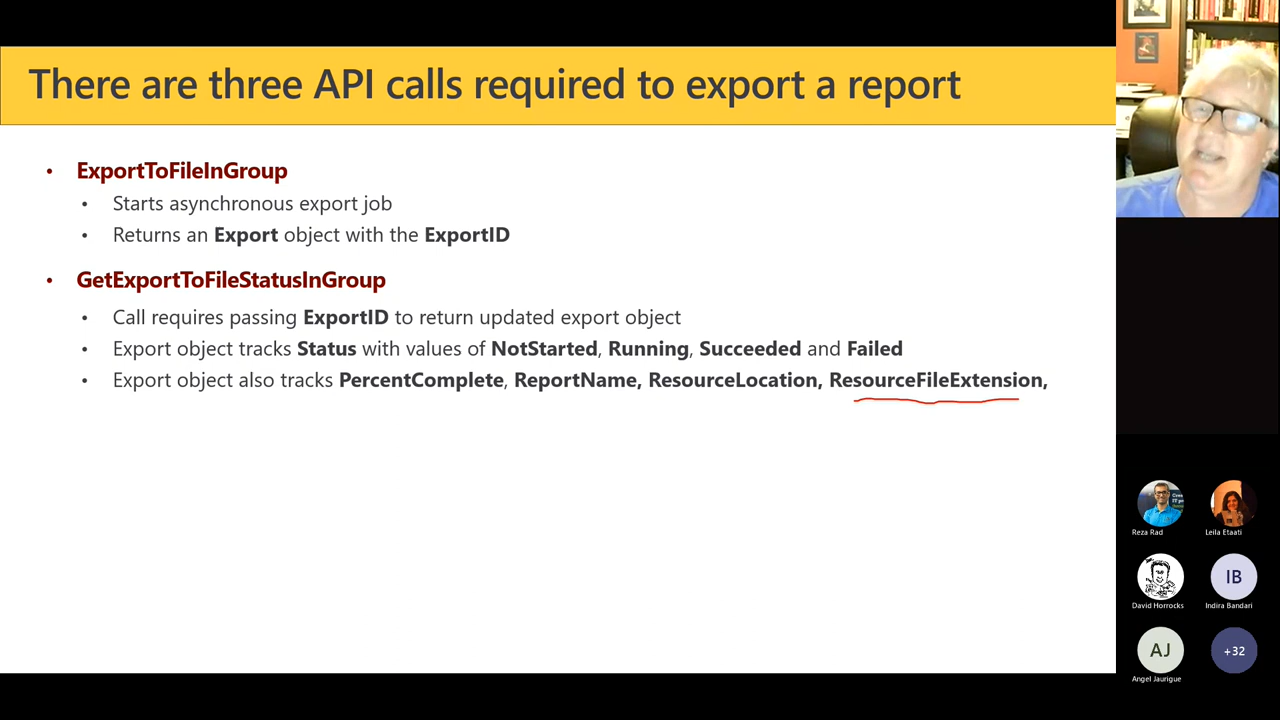 There are three API calls required to export a report
• ExportToFileInGroup
• Starts asynchronous export job
• Returns an Export object with the ExportID
• GetExportToFileStatusInGroup
• Call requires passing ExportID to return updated export object
• Export object tracks Status with values of NotStarted, Running, Succeeded and Failed
• Export object also tracks PercentComplete, ReportName, ResourceLocation, ResourceFileExtension,
Reza Rad
Leila Etaati
David Horrocks
IB
Indira Bandari
AJ
Angel Jaurigue
+32